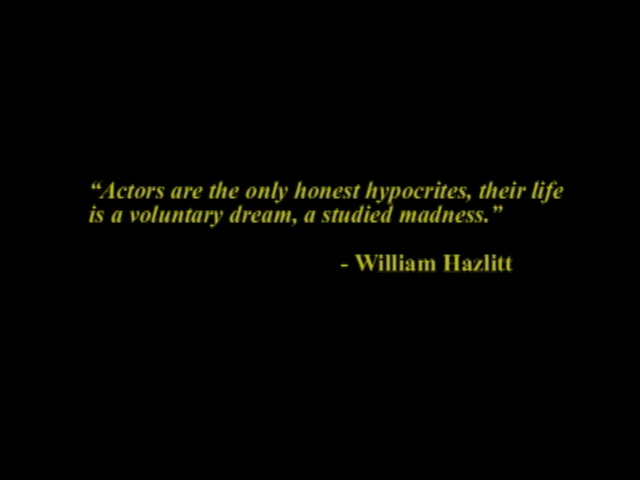 “Actors are the only honest hypocrites, their life
is a voluntary dream, a studied madness.”
- William Hazlitt